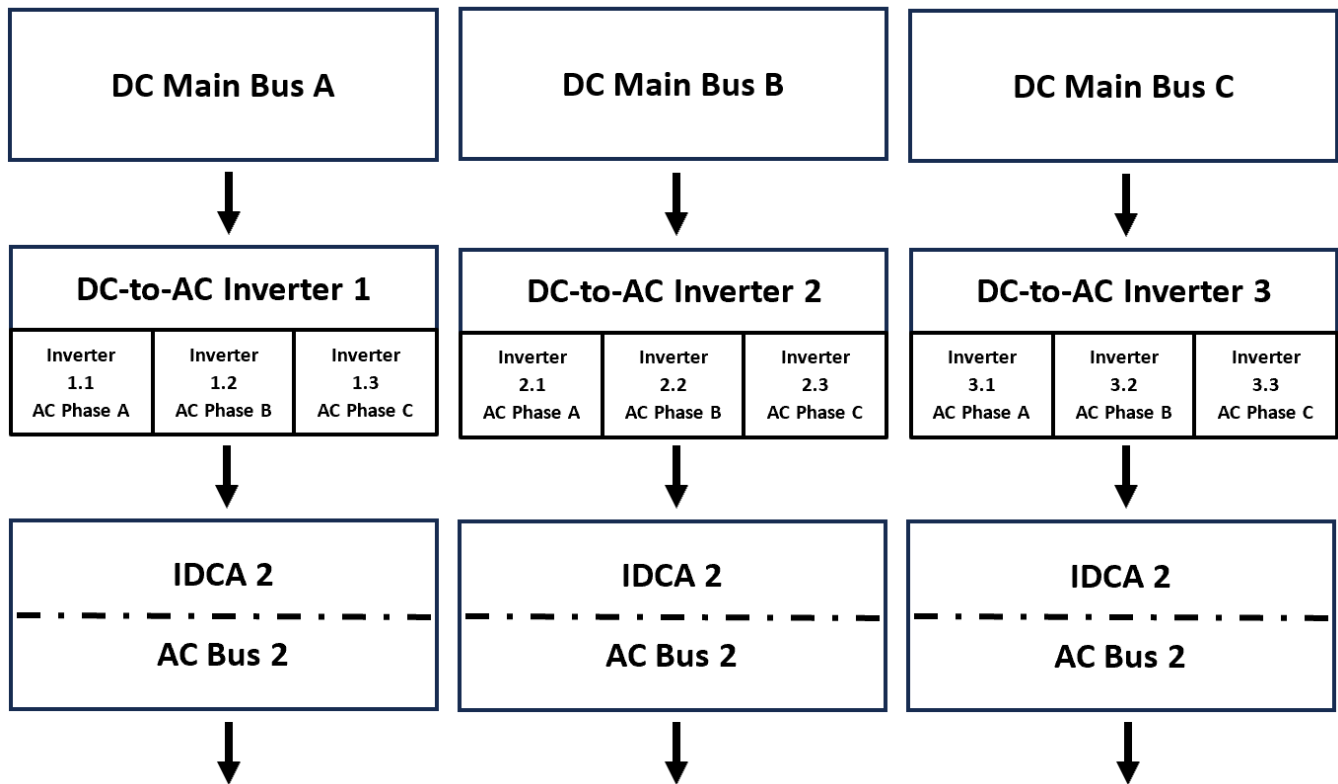 DC Main Bus A
DC Main Bus B
DC Main Bus C
DC-to-AC Inverter 1
DC-to-AC Inverter 2
DC-to-AC Inverter 3
Inverter
1.1
AC Phase A
Inverter
1.2
AC Phase B
Inverter
1.3
AC Phase C
Inverter
2.1
AC Phase A
Inverter
2.2
AC Phase B
Inverter
2.3
AC Phase C
Inverter
3.1
AC Phase A
Inverter
3.2
AC Phase B
Inverter
3.3
AC Phase C
IDCA 2
AC Bus 2
IDCA 2
AC Bus 2
IDCA 2
AC Bus 2